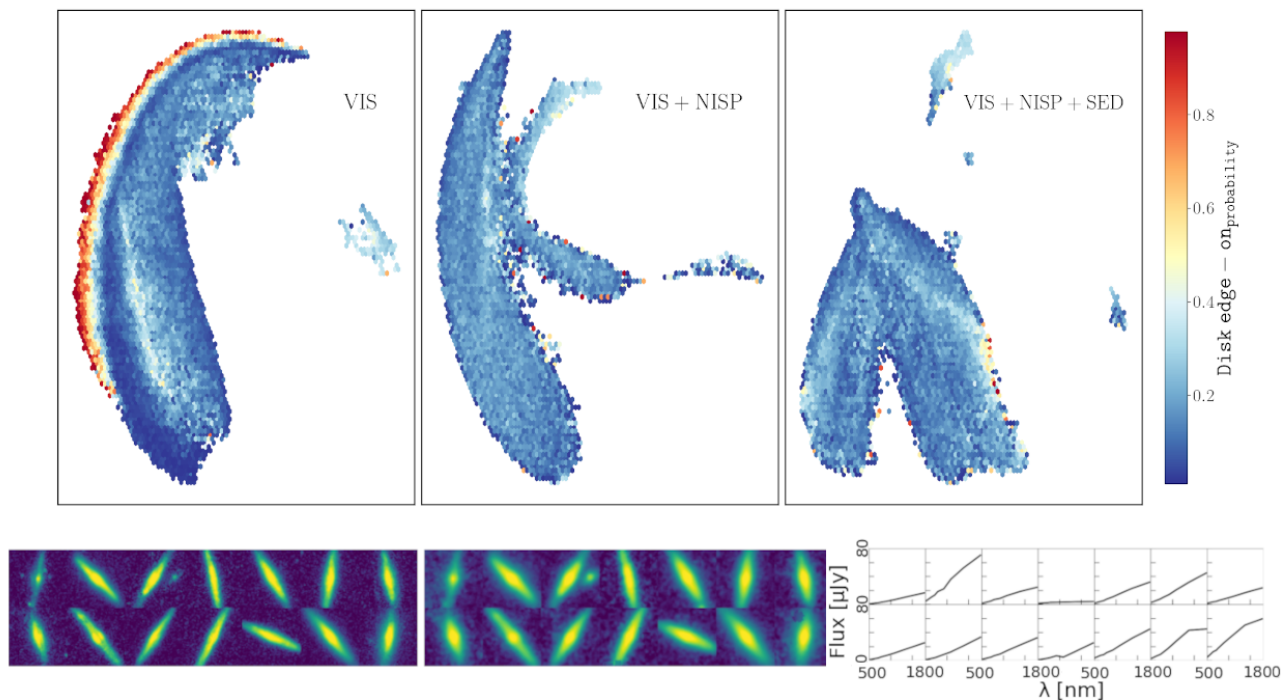 VIS
VIS + NISP
VIS + NISP + SED
0.8
0.6
0.4
0.2
Disk edge − on probability
80
80
0
Flux [μJy]
500 1800 500 1800 500 1800 500 1800
λ [nm]